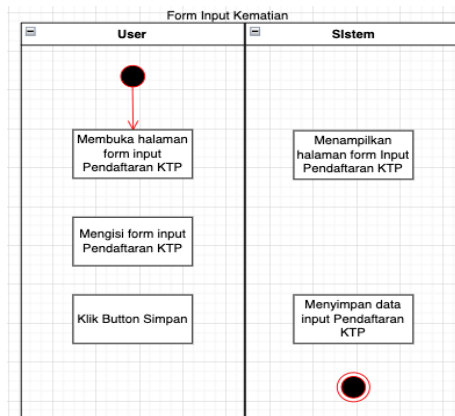 Form Input Kematian
User
SIstem
Membuka halaman
form input
Pendaftaran KTP
Menampilkan
halaman form Input
Pendaftaran KTP
Mengisi form input
Pendaftaran KTP
Klik Button Simpan
Menyimpan data
input Pendaftaran
KTP